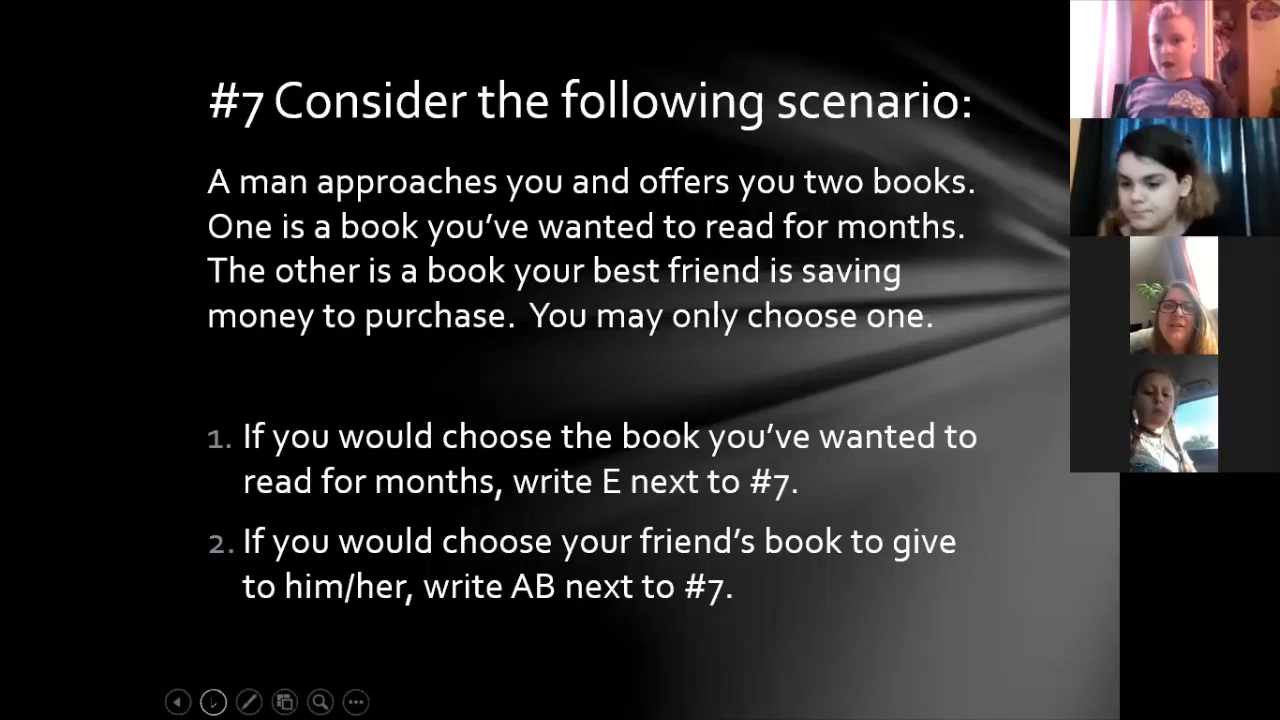 #7 Consider the following scenario:
A man approaches you and offers you two books.
One is a book you’ve wanted to read for months.
The other is a book your best friend is saving
money to purchase.  You may only choose one.
1. If you would choose the book you’ve wanted to
read for months, write E next to #7.
2. If you would choose your friend’s book to give
to him/her, write AB next to #7.